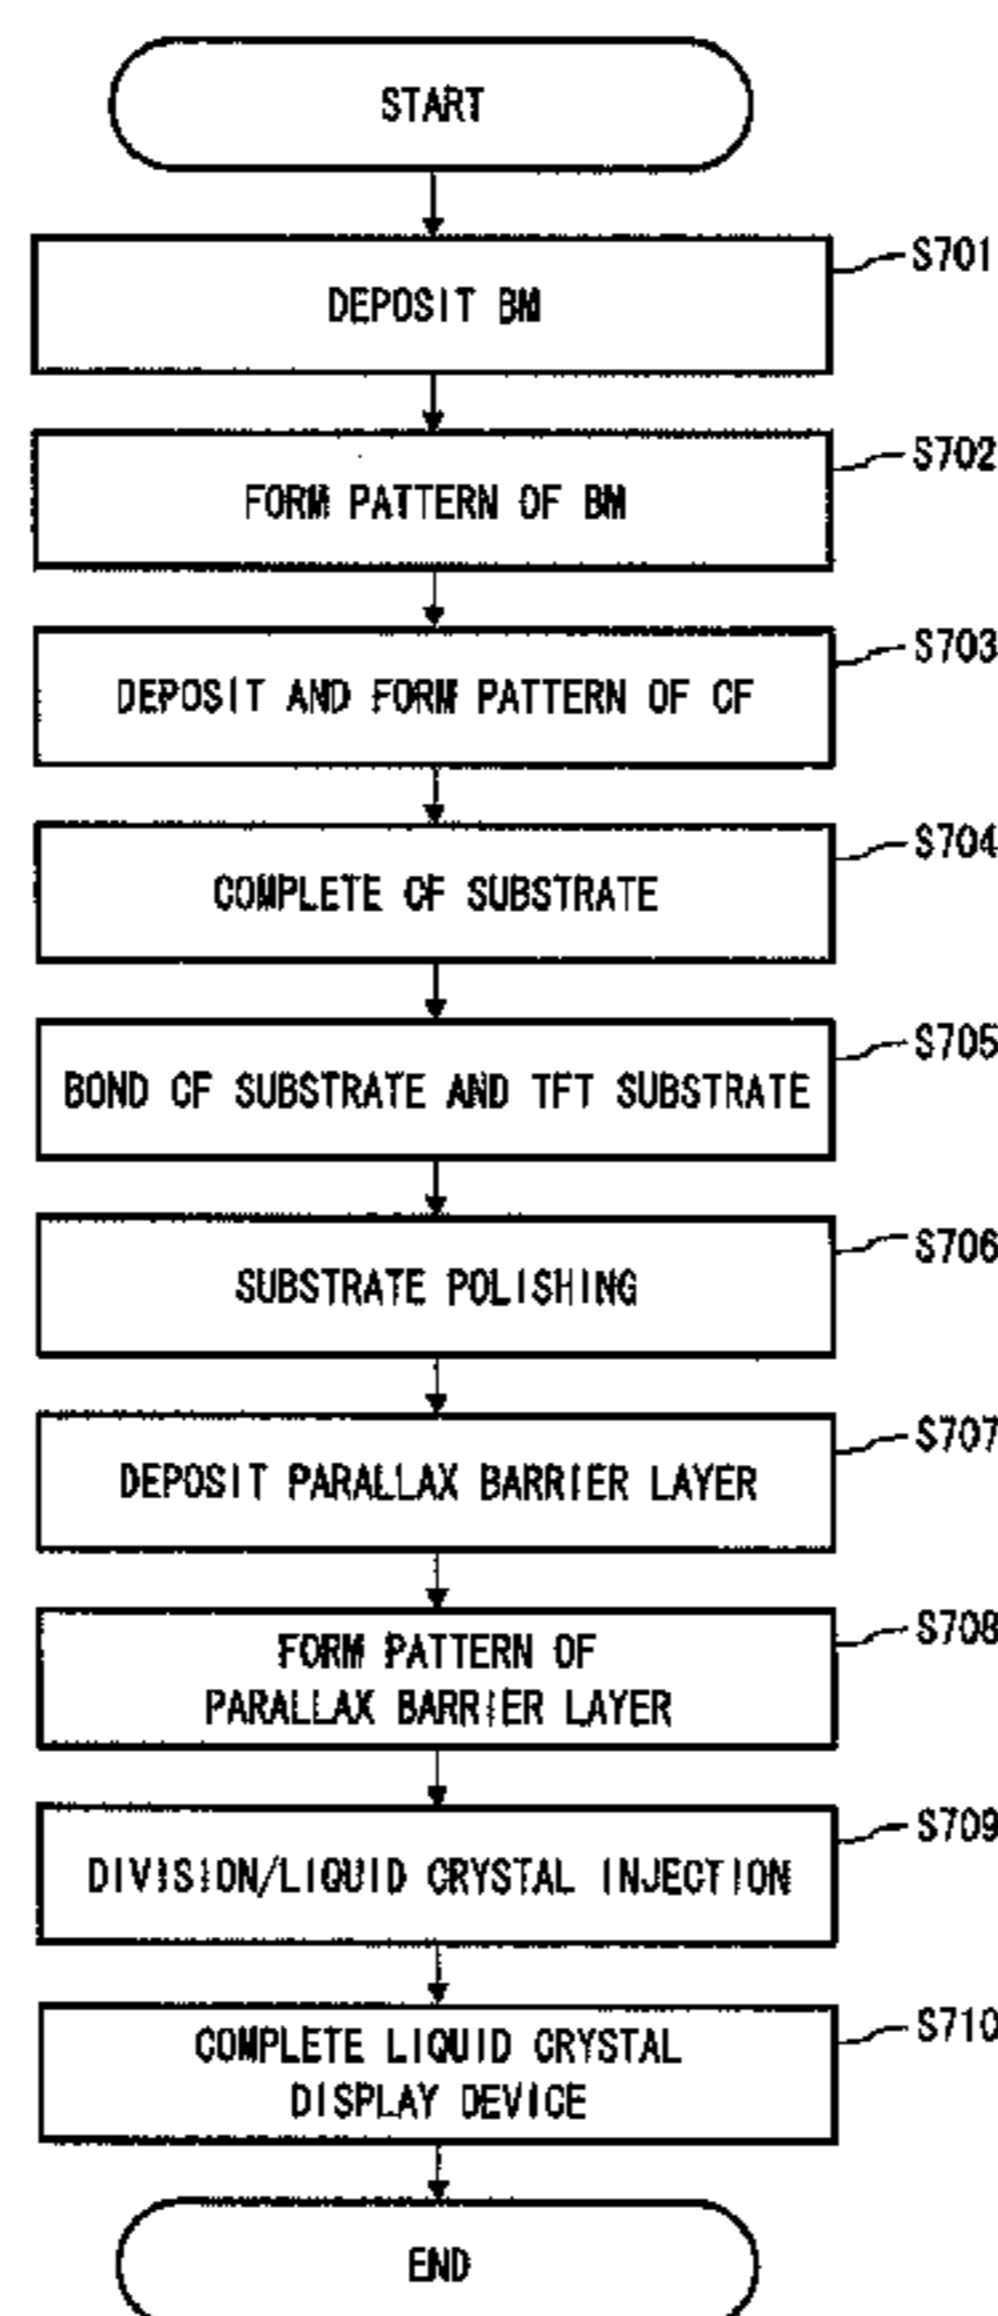 START
DEPOSIT BM
S701
FORM PATTERN OF BM
S702
DEPOSIT AND FORM PATTERN OF CF
S703
COMPLETE CF SUBSTRATE
S704
BOND CF SUBSTRATE AND TFT SUBSTRATE
S705
SUBSTRATE POLISHING
S706
DEPOSIT PARALLAX BARRIER LAYER
S707
FORM PATTERN OF
PARALLAX BARRIER LAYER
S708
DIVISION/LIQUID CRYSTAL INJECTION
S709
COMPLETE LIQUID CRYSTAL
DISPLAY DEVICE
S710
END